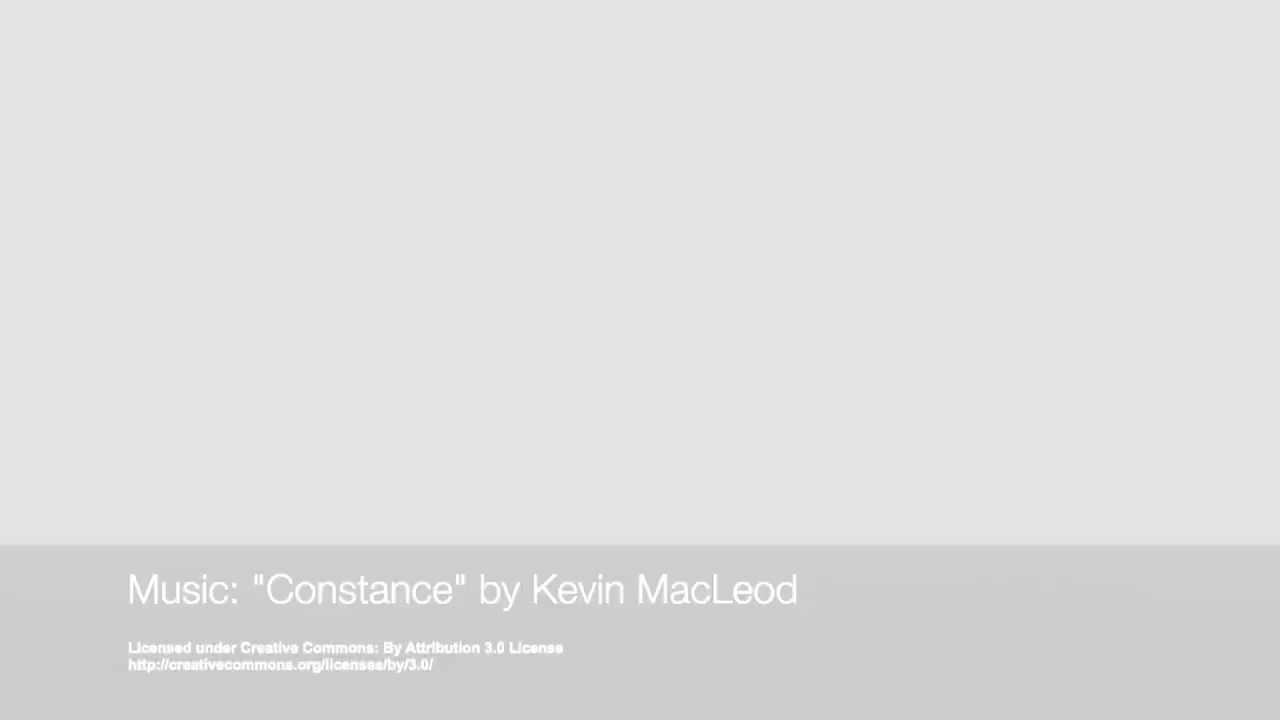 Music: "Constance" by Kevin MacLeod
Licensed under Creative Commons: By Attribution 3.0 License
http://creativecommons.org/licenses/by/3.0/